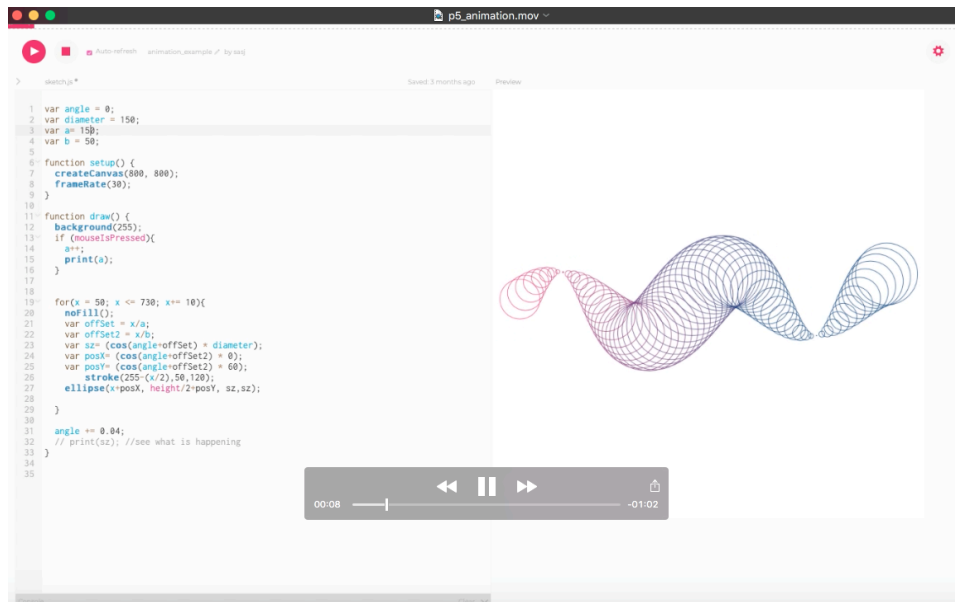 p5_animation.mov
Auto refresh animation_example by sasj
sketch.js • Saved: 3 months ago Preview
1 var angle = 0;
2 var diameter = 150;
3 var a= 150;
4 var b = 50;
5
6 function setup() {
7 createCanvas(800, 800);
8 frameRate(30);
9 }
10
11 function draw() {
12 background(255);
13 if (mouseIsPressed){
14 a++;
15 print(a);
16 }
17
18
19 for(x = 50; x <= 730; x+= 10){
20 noFill();
21 var offSet = x/a;
22 var offSet2 = x/b;
23 var sz= (cos(angle+offSet) * diameter);
24 var posX= (cos(angle+offSet2) * 0);
25 var posY= (cos(angle+offSet2) * 60);
26 stroke(255-(x/2),50,120);
27 ellipse(x+posX, height/2+posY, sz,sz);
28
29 }
30
31 angle += 0.04;
32 // print(sz); //see what is happening
33 }
34
35
00:08 -01:02